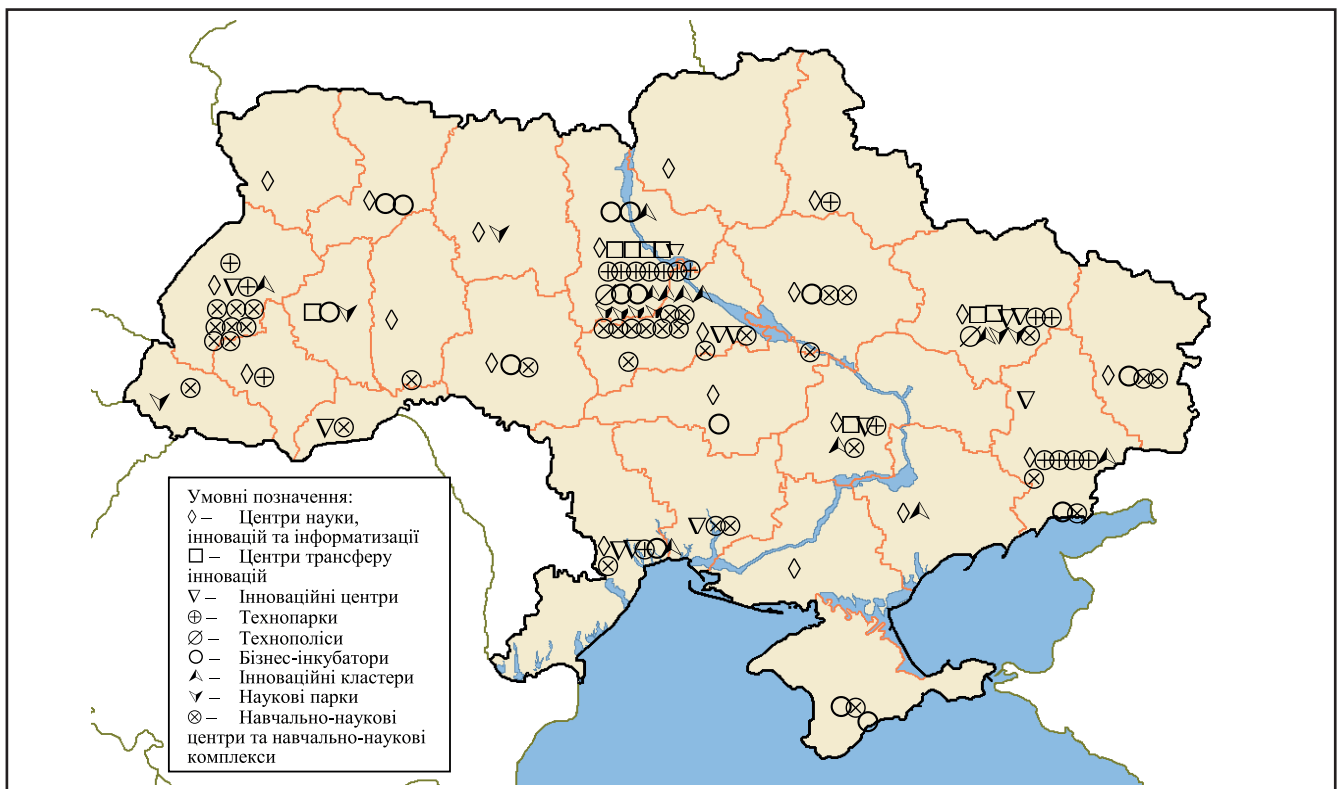 Умовні позначення:
◊ – Центри науки,
інновацій та інформатизації
□ – Центри трансферу
інновацій
∇ – Інноваційні центри
⊕ – Технопарки
∅ – Технополіси
○ – Бізнес-інкубатори
⮝ – Інноваційні кластери
⮟ – Наукові парки
⊗ – Навчально-наукові
центри та навчально-наукові
комплекси